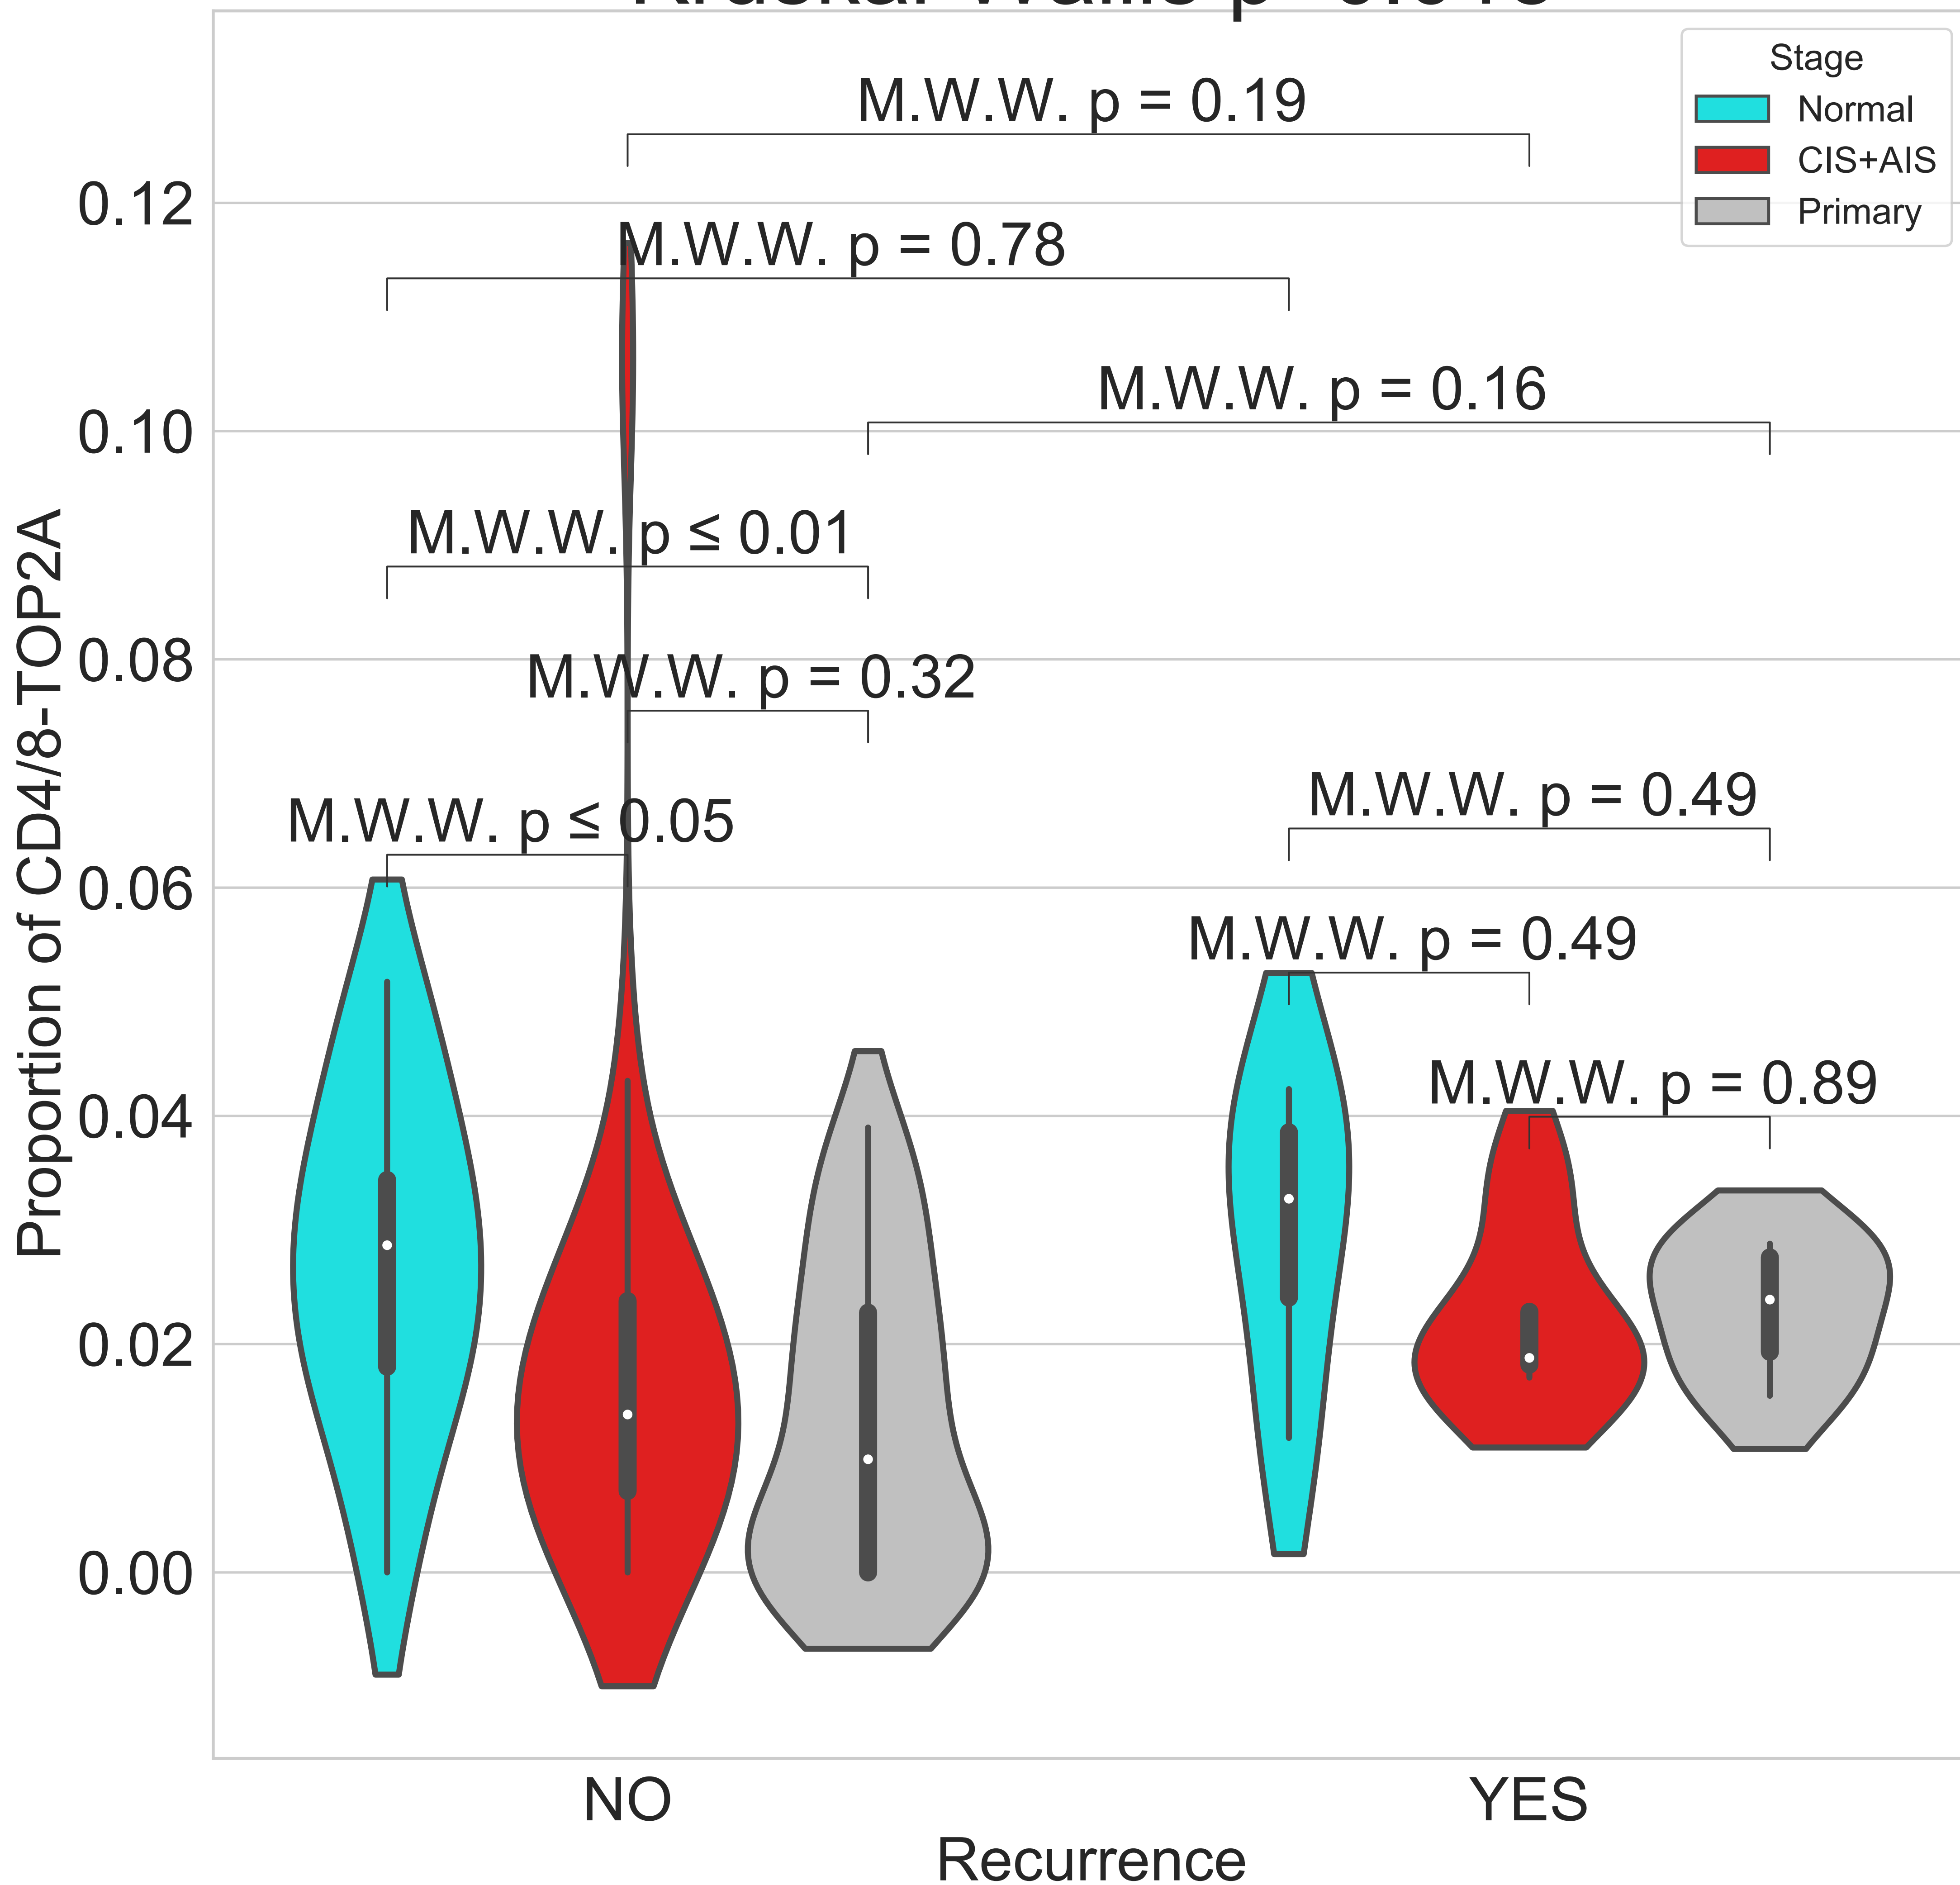 Stage
Normal
CIS+AIS
Primary
M.W.W. p = 0.19
M.W.W. p = 0.78
M.W.W. p = 0.16
M.W.W. p ≤ 0.01
M.W.W. p = 0.32
M.W.W. p ≤ 0.05
M.W.W. p = 0.49
M.W.W. p = 0.49
M.W.W. p = 0.89
Proportion of CD4/8-TOP2A
0.12
0.10
0.08
0.06
0.04
0.02
0.00
NO
YES
Recurrence